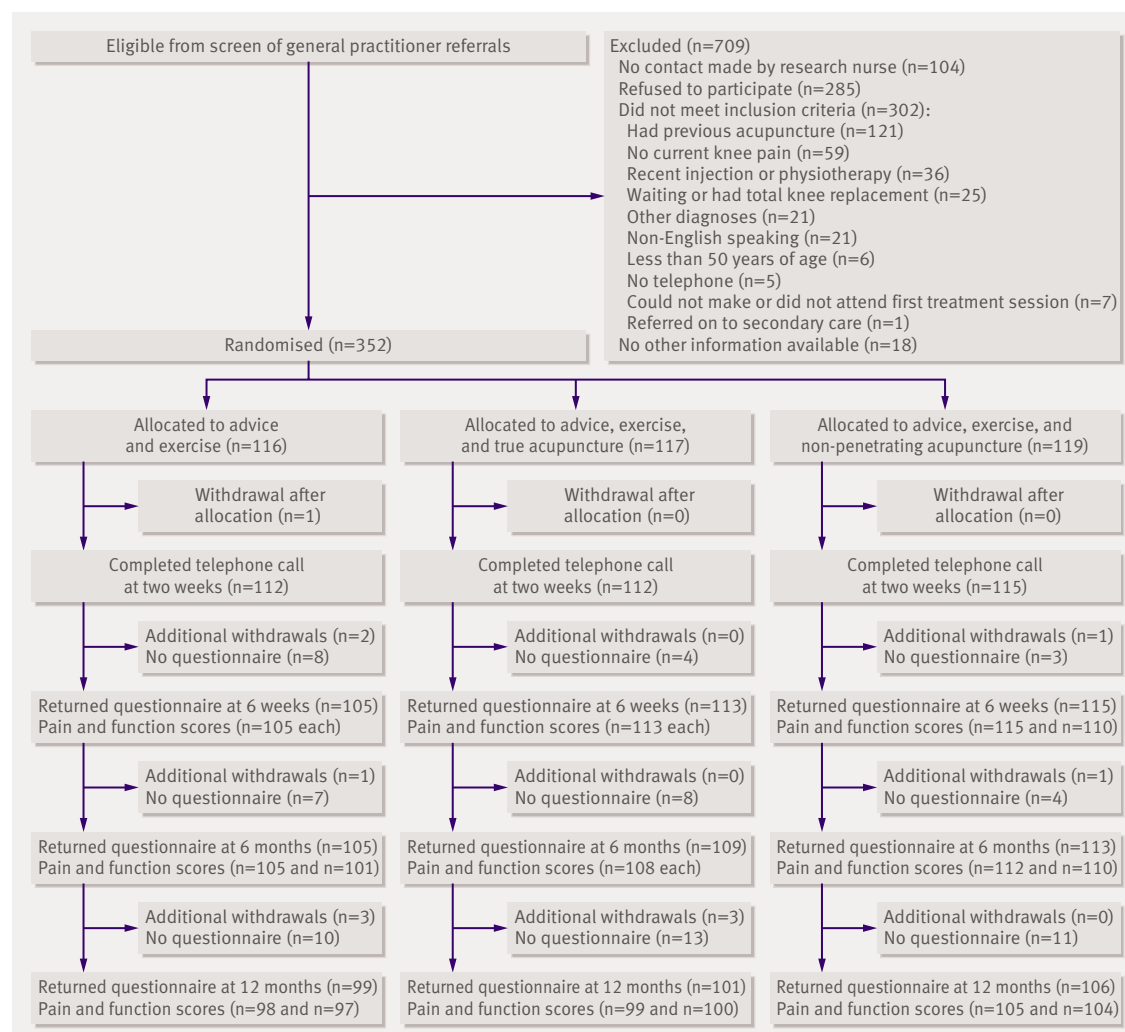 Eligible from screen of general practitioner referrals
Excluded (n=709)
No contact made by research nurse (n=104)
Refused to participate (n=285)
Did not meet inclusion criteria (n=302):
Had previous acupuncture (n=121)
No current knee pain (n=59)
Recent injection or physiotherapy (n=36)
Waiting or had total knee replacement (n=25)
Other diagnoses (n=21)
Non-English speaking (n=21)
Less than 50 years of age (n=6)
No telephone (n=5)
Could not make or did not attend first treatment session (n=7)
Referred on to secondary care (n=1)
No other information available (n=18)
Randomised (n=352)
Allocated to advice
and exercise (n=116)
Allocated to advice, exercise,
and true acupuncture (n=117)
Allocated to advice, exercise, and
non-penetrating acupuncture (n=119)
Withdrawal after
allocation (n=1)
Withdrawal after
allocation (n=0)
Withdrawal after
allocation (n=0)
Completed telephone call
at two weeks (n=112)
Completed telephone call
at two weeks (n=112)
Completed telephone call
at two weeks (n=115)
Additional withdrawals (n=2)
No questionnaire (n=8)
Additional withdrawals (n=0)
No questionnaire (n=4)
Additional withdrawals (n=1)
No questionnaire (n=3)
Returned questionnaire at 6 weeks (n=105)
Pain and function scores (n=105 each)
Returned questionnaire at 6 weeks (n=113)
Pain and function scores (n=113 each)
Returned questionnaire at 6 weeks (n=115)
Pain and function scores (n=115 and n=110)
Additional withdrawals (n=1)
No questionnaire (n=7)
Additional withdrawals (n=0)
No questionnaire (n=8)
Additional withdrawals (n=1)
No questionnaire (n=4)
Returned questionnaire at 6 months (n=105)
Pain and function scores (n=105 and n=101)
Returned questionnaire at 6 months (n=109)
Pain and function scores (n=108 each)
Returned questionnaire at 6 months (n=113)
Pain and function scores (n=112 and n=110)
Additional withdrawals (n=3)
No questionnaire (n=10)
Additional withdrawals (n=3)
No questionnaire (n=13)
Additional withdrawals (n=0)
No questionnaire (n=11)
Returned questionnaire at 12 months (n=99)
Pain and function scores (n=98 and n=97)
Returned questionnaire at 12 months (n=101)
Pain and function scores (n=99 and n=100)
Returned questionnaire at 12 months (n=106)
Pain and function scores (n=105 and n=104)